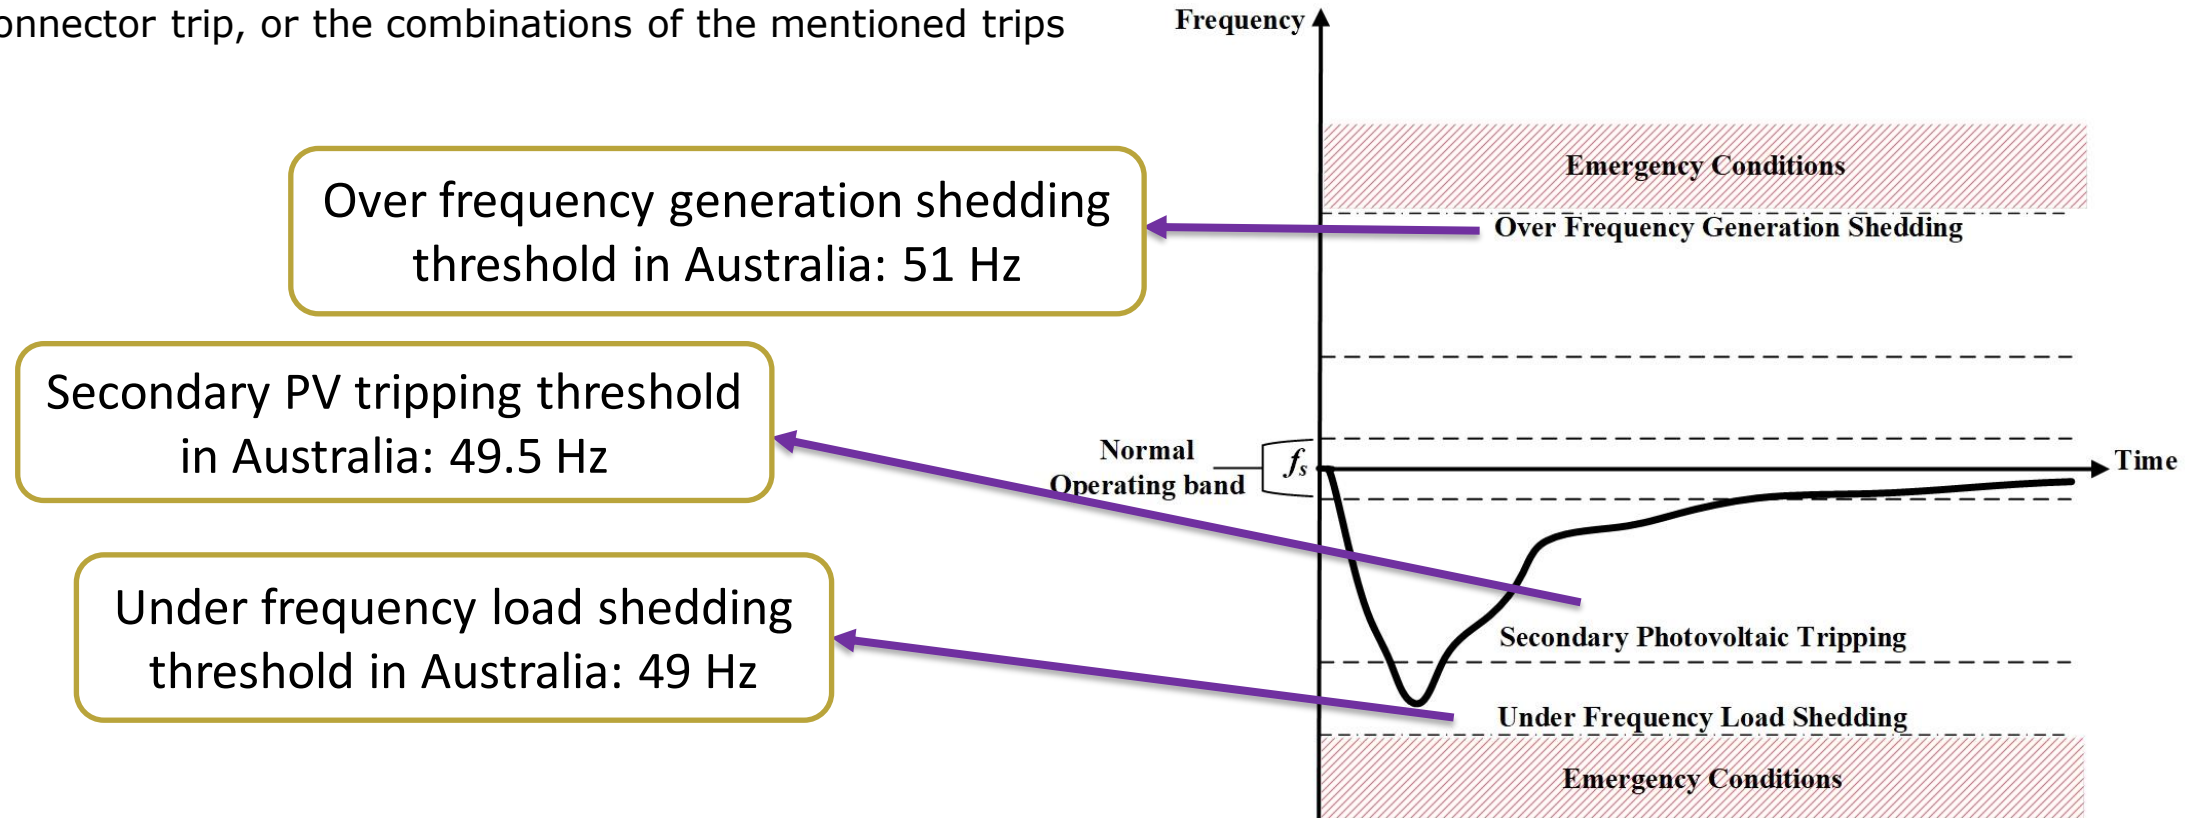 onnector trip, or the combinations of the mentioned trips
Frequency
Emergency Conditions
Over frequency generation shedding
threshold in Australia: 51 Hz
Over Frequency Generation Shedding
Secondary PV tripping threshold
in Australia: 49.5 Hz
Normal
Operating band
fs
Time
Under frequency load shedding
threshold in Australia: 49 Hz
Secondary Photovoltaic Tripping
Under Frequency Load Shedding
Emergency Conditions